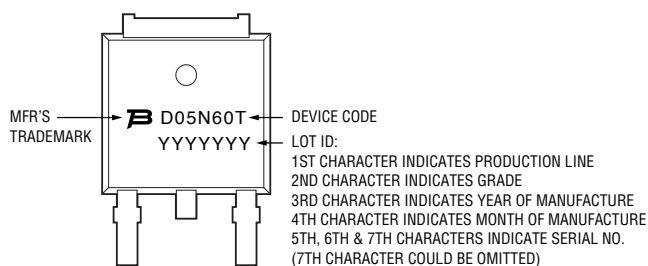 MFR'S
TRADEMARK
D05N60T
DEVICE CODE
YYYYYYY
LOT ID:
1ST CHARACTER INDICATES PRODUCTION LINE
2ND CHARACTER INDICATES GRADE
3RD CHARACTER INDICATES YEAR OF MANUFACTURE
4TH CHARACTER INDICATES MONTH OF MANUFACTURE
5TH, 6TH & 7TH CHARACTERS INDICATE SERIAL NO.
(7TH CHARACTER COULD BE OMITTED)